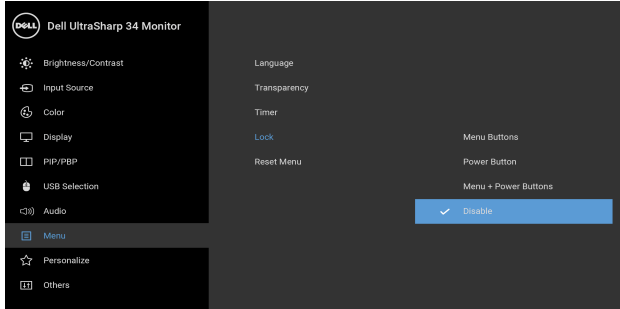 DELL Dell UltraSharp 34 Monitor
Brightness/Contrast Language
Input Source Transparency
Color Timer
Display Lock Menu Buttons
PIP/PBP Reset Menu Power Button
USB Selection Menu + Power Buttons
Audio Disable
Menu
Personalize
Others